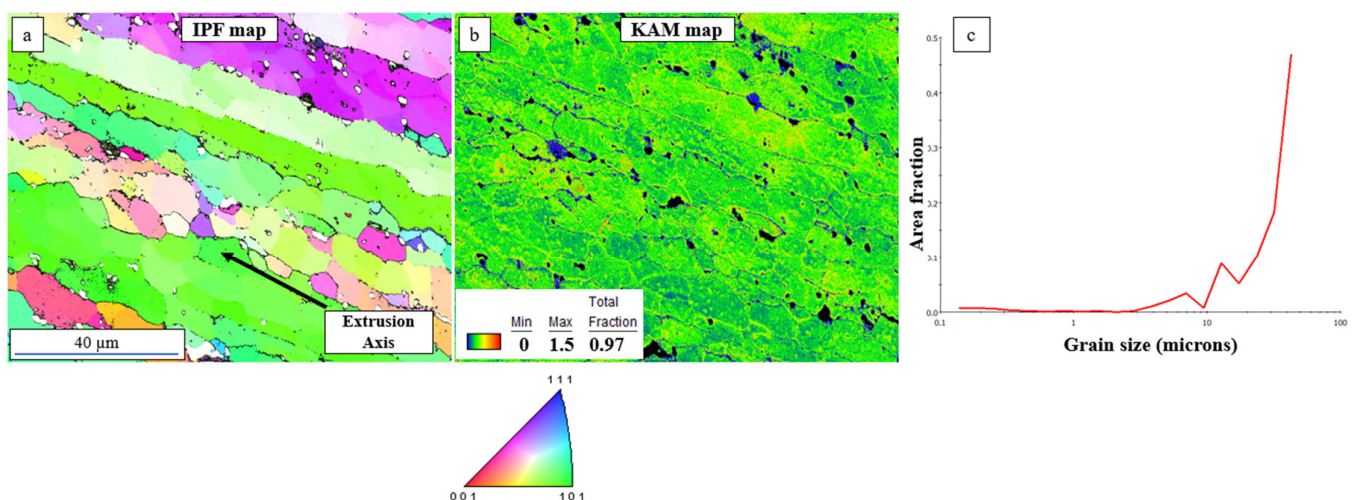 a
IPF map
Extrusion
Axis
40 µm
b
KAM map
Total
Min Max Fraction
0 1.5 0.97
c
0.5
0.4
0.3
0.2
0.1
0.0
0.1 1 10 100
Area fraction
Grain size (microns)
1 1 1
0 0 1
1 0 1